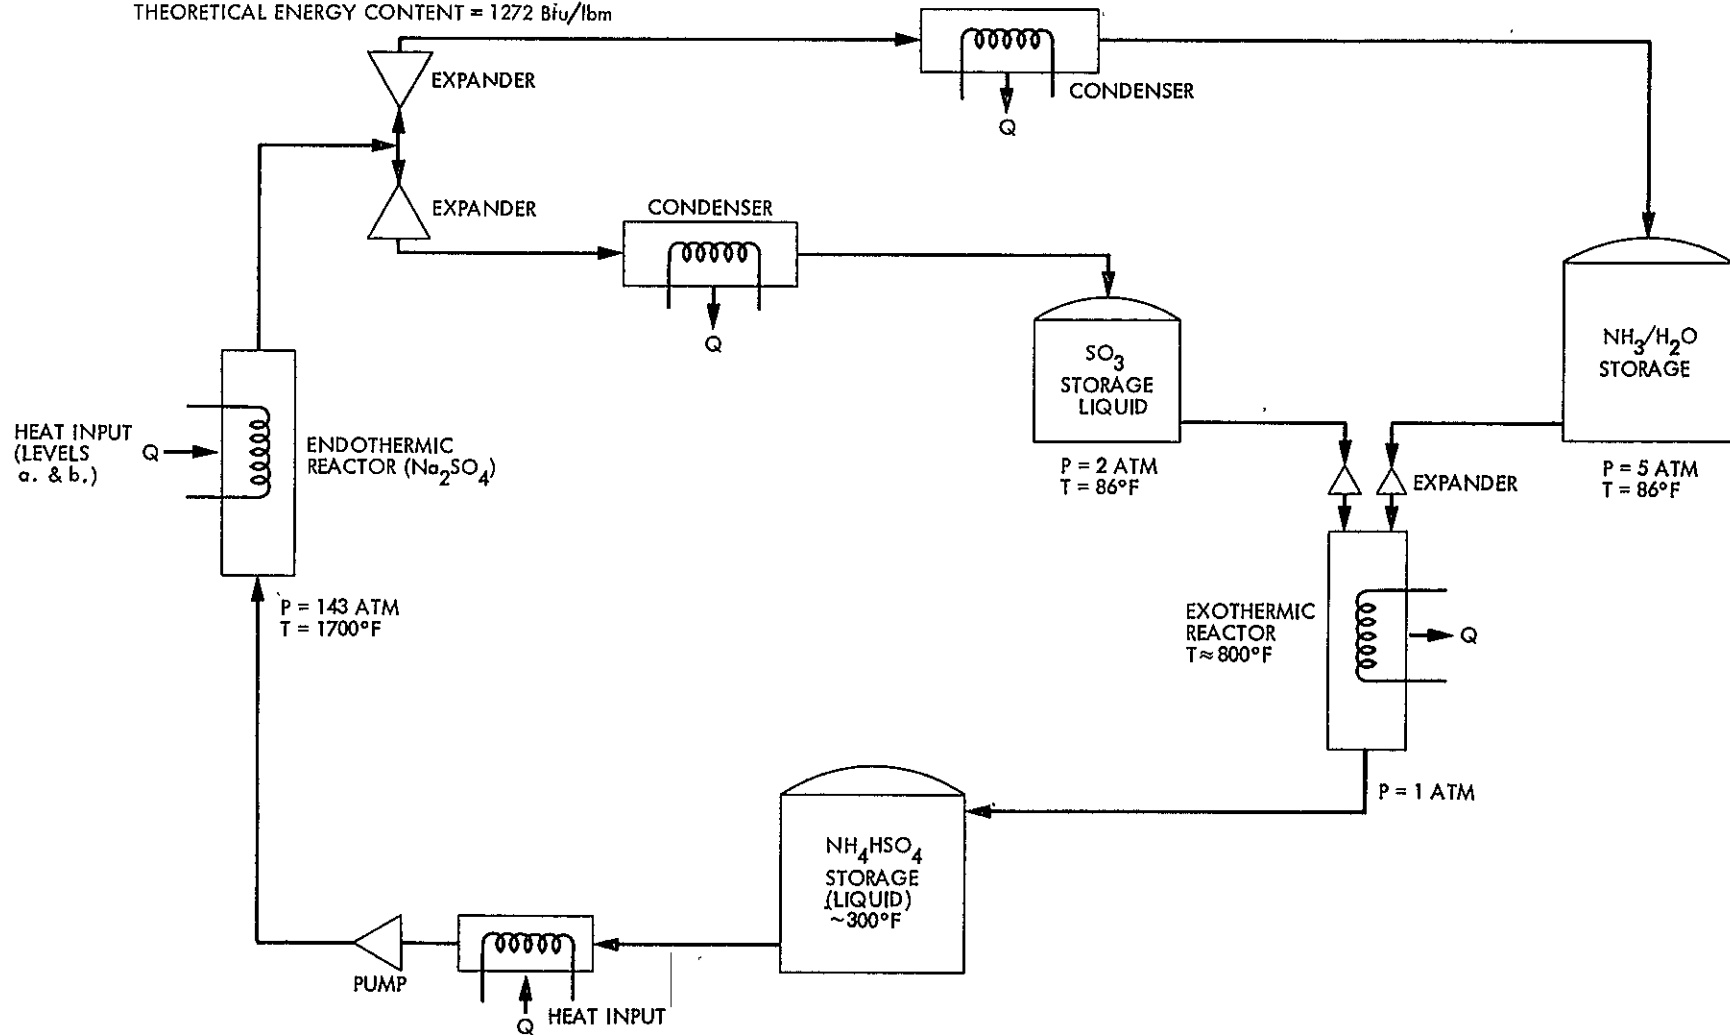 THEORETICAL ENERGY CONTENT = 1272 Btu/lbm
EXPANDER
CONDENSER
Q
EXPANDER
CONDENSER
Q
SO3
STORAGE
LIQUID
NH3/H2O
STORAGE
HEAT INPUT
(LEVELS
a. & b.)
Q
ENDOTHERMIC
REACTOR (Na2SO4)
P = 2 ATM
T = 86°F
EXPANDER
P = 5 ATM
T = 86°F
P = 143 ATM
T = 1700°F
EXOTHERMIC
REACTOR
T ≈ 800°F
Q
P = 1 ATM
NH4HSO4
STORAGE
(LIQUID)
~300°F
PUMP
Q
HEAT INPUT